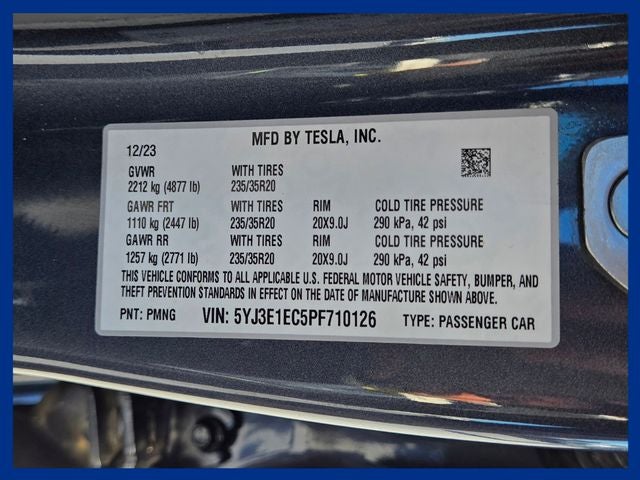 MFD BY TESLA, INC.
12/23
GVWR WITH TIRES
2212 kg (4877 lb) 235/35R20
GAWR FRT WITH TIRES RIM COLD TIRE PRESSURE
1110 kg (2447 lb) 235/35R20 20X9.0J 290 kPa, 42 psi
GAWR RR WITH TIRES RIM COLD TIRE PRESSURE
1257 kg (2771 lb) 235/35R20 20X9.0J 290 kPa, 42 psi
THIS VEHICLE CONFORMS TO ALL APPLICABLE U.S. FEDERAL MOTOR VEHICLE SAFETY, BUMPER, AND
THEFT PREVENTION STANDARDS IN EFFECT ON THE DATE OF MANUFACTURE SHOWN ABOVE.
PNT: PMNG VIN: 5YJ3E1EC5PF710126 TYPE: PASSENGER CAR